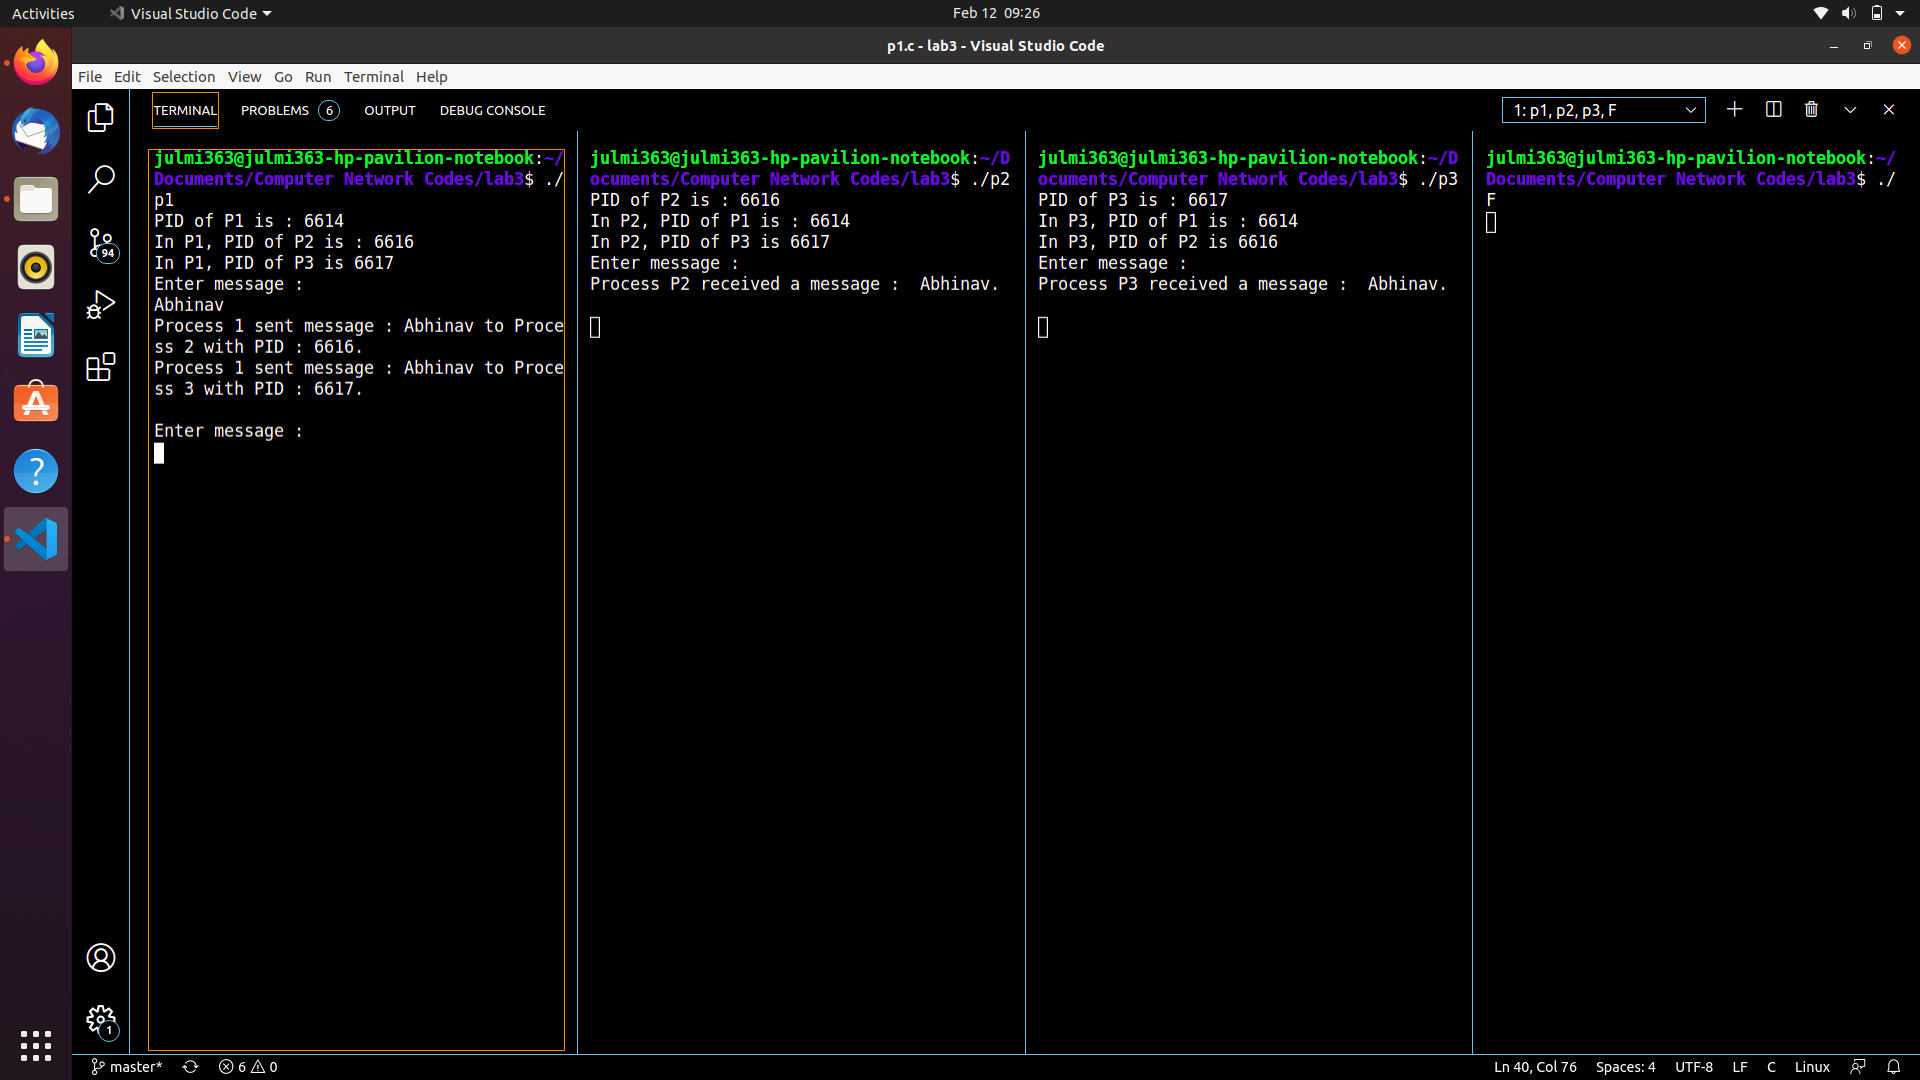 Activities
Visual Studio Code
Feb 12 09:26
p1.c - lab3 - Visual Studio Code
File Edit Selection View Go Run Terminal Help
TERMINAL PROBLEMS 6 OUTPUT DEBUG CONSOLE
1: p1, p2, p3, F
julmi363@julmi363-hp-pavilion-notebook:~/
Documents/Computer Network Codes/lab3$ ./
p1
PID of P1 is : 6614
In P1, PID of P2 is : 6616
In P1, PID of P3 is 6617
Enter message :
Abhinav
Process 1 sent message : Abhinav to Proce
ss 2 with PID : 6616.
Process 1 sent message : Abhinav to Proce
ss 3 with PID : 6617.
Enter message :
julmi363@julmi363-hp-pavilion-notebook:~/D
ocuments/Computer Network Codes/lab3$ ./p2
PID of P2 is : 6616
In P2, PID of P1 is : 6614
In P2, PID of P3 is 6617
Enter message :
Process P2 received a message :  Abhinav.
julmi363@julmi363-hp-pavilion-notebook:~/D
ocuments/Computer Network Codes/lab3$ ./p3
PID of P3 is : 6617
In P3, PID of P1 is : 6614
In P3, PID of P2 is 6616
Enter message :
Process P3 received a message :  Abhinav.
julmi363@julmi363-hp-pavilion-notebook:~/
Documents/Computer Network Codes/lab3$ ./
F
94
1
master* 6 0
Ln 40, Col 76 Spaces: 4 UTF-8 LF C Linux